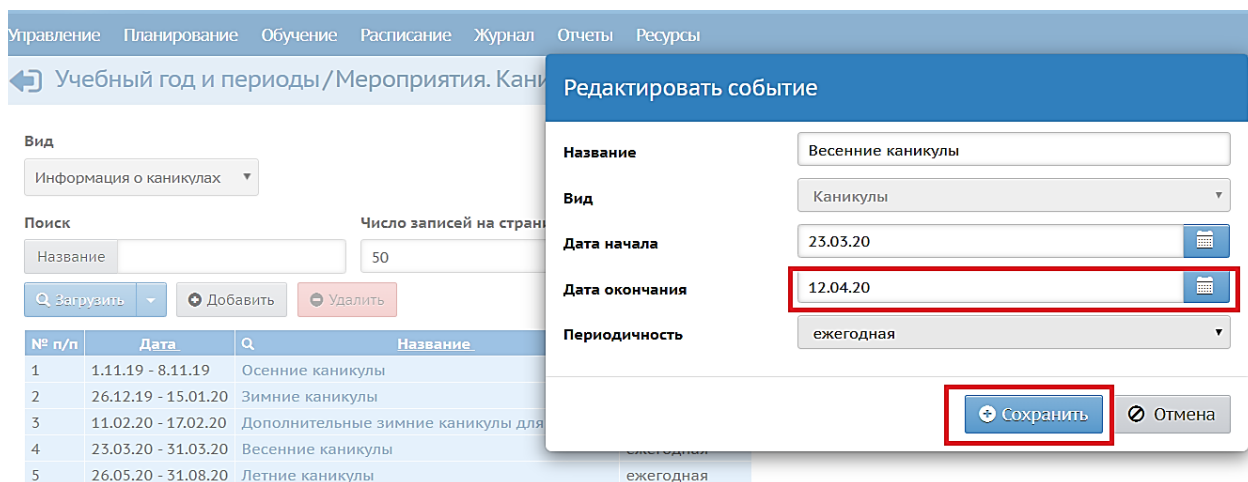 Управление Планирование Обучение Расписание Журнал Отчеты Ресурсы
Учебный год и периоды/Мероприятия. Кани
Вид
Информация о каникулах
Поиск Число записей на страни
Название 50
Загрузить Добавить Удалить
№ п/п Дата Название
1 1.11.19 - 8.11.19 Осенние каникулы
2 26.12.19 - 15.01.20 Зимние каникулы
3 11.02.20 - 17.02.20 Дополнительные зимние каникулы для
4 23.03.20 - 31.03.20 Весенние каникулы ежегодная
5 26.05.20 - 31.08.20 Летние каникулы ежегодная
Редактировать событие
Название Весенние каникулы
Вид Каникулы
Дата начала 23.03.20
Дата окончания 12.04.20
Периодичность ежегодная
Сохранить Отмена